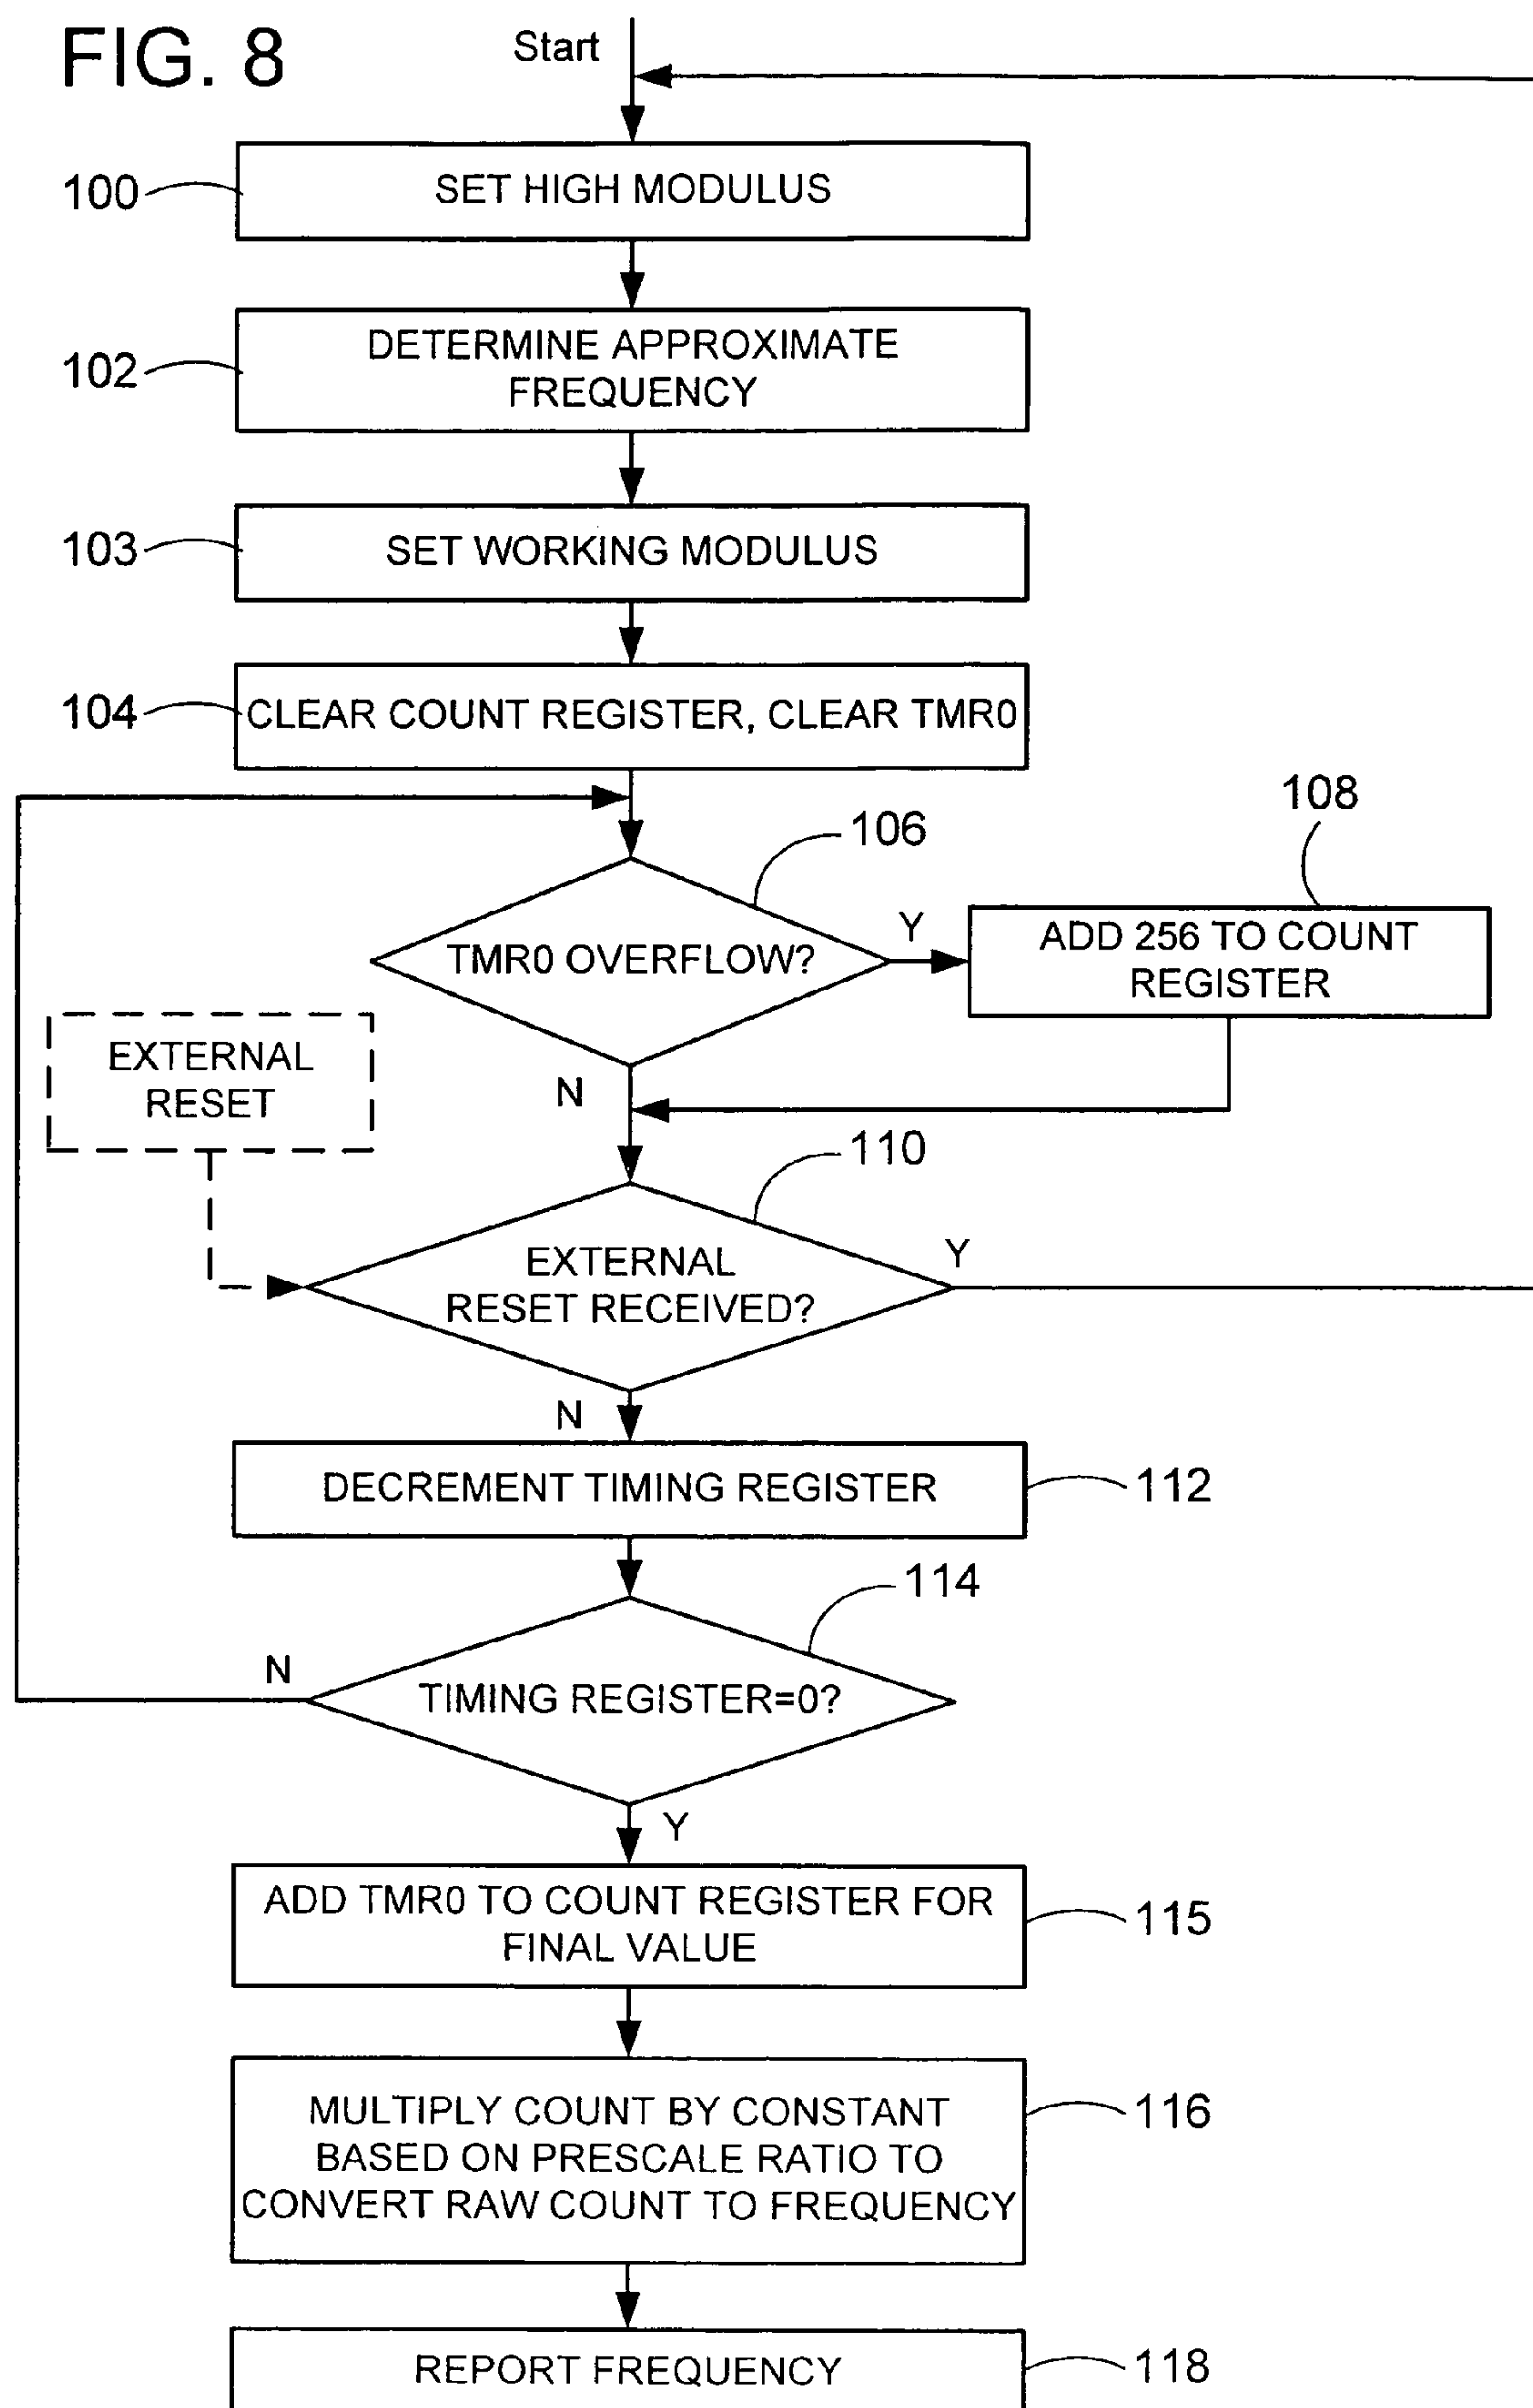 FIG. 8
Start
100
SET HIGH MODULUS
102
DETERMINE APPROXIMATE
FREQUENCY
103
SET WORKING MODULUS
104
CLEAR COUNT REGISTER, CLEAR TMR0
106
108
TMR0 OVERFLOW?
Y
ADD 256 TO COUNT
REGISTER
N
EXTERNAL
RESET
110
EXTERNAL
RESET RECEIVED?
Y
N
DECREMENT TIMING REGISTER
112
114
TIMING REGISTER=0?
N
Y
ADD TMR0 TO COUNT REGISTER FOR
FINAL VALUE
115
MULTIPLY COUNT BY CONSTANT
BASED ON PRESCALE RATIO TO
CONVERT RAW COUNT TO FREQUENCY
116
REPORT FREQUENCY
118